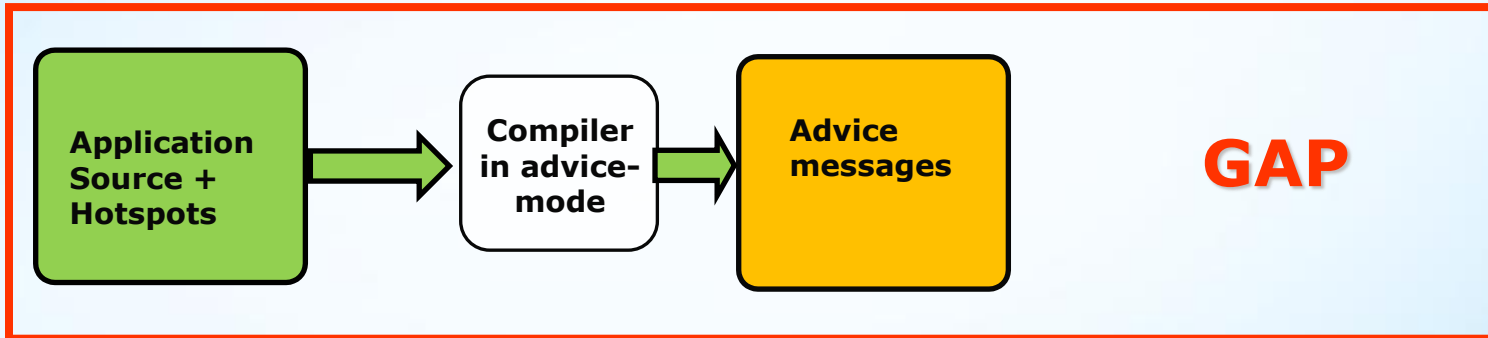 Application
Source +
Hotspots
Compiler
in advice-
mode
Advice
messages
GAP